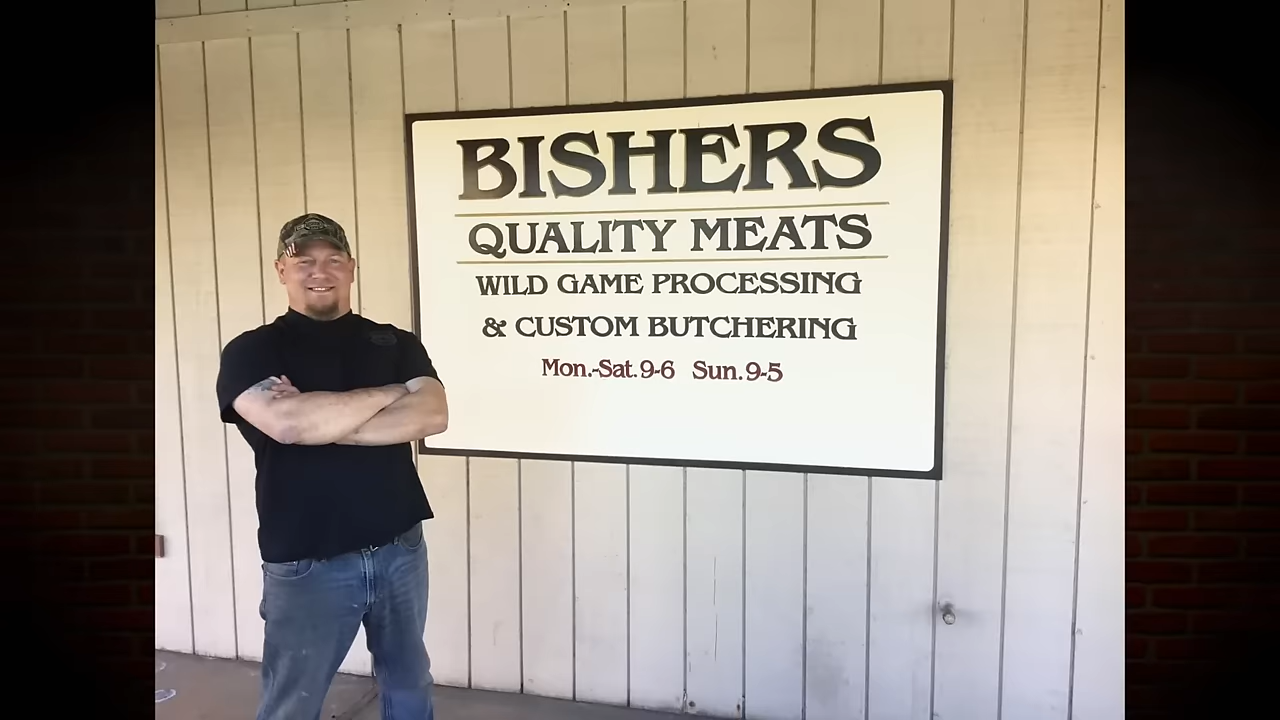 BISHERS
QUALITY MEATS
WILD GAME PROCESSING
& CUSTOM BUTCHERING
Mon.-Sat. 9-6 Sun. 9-5